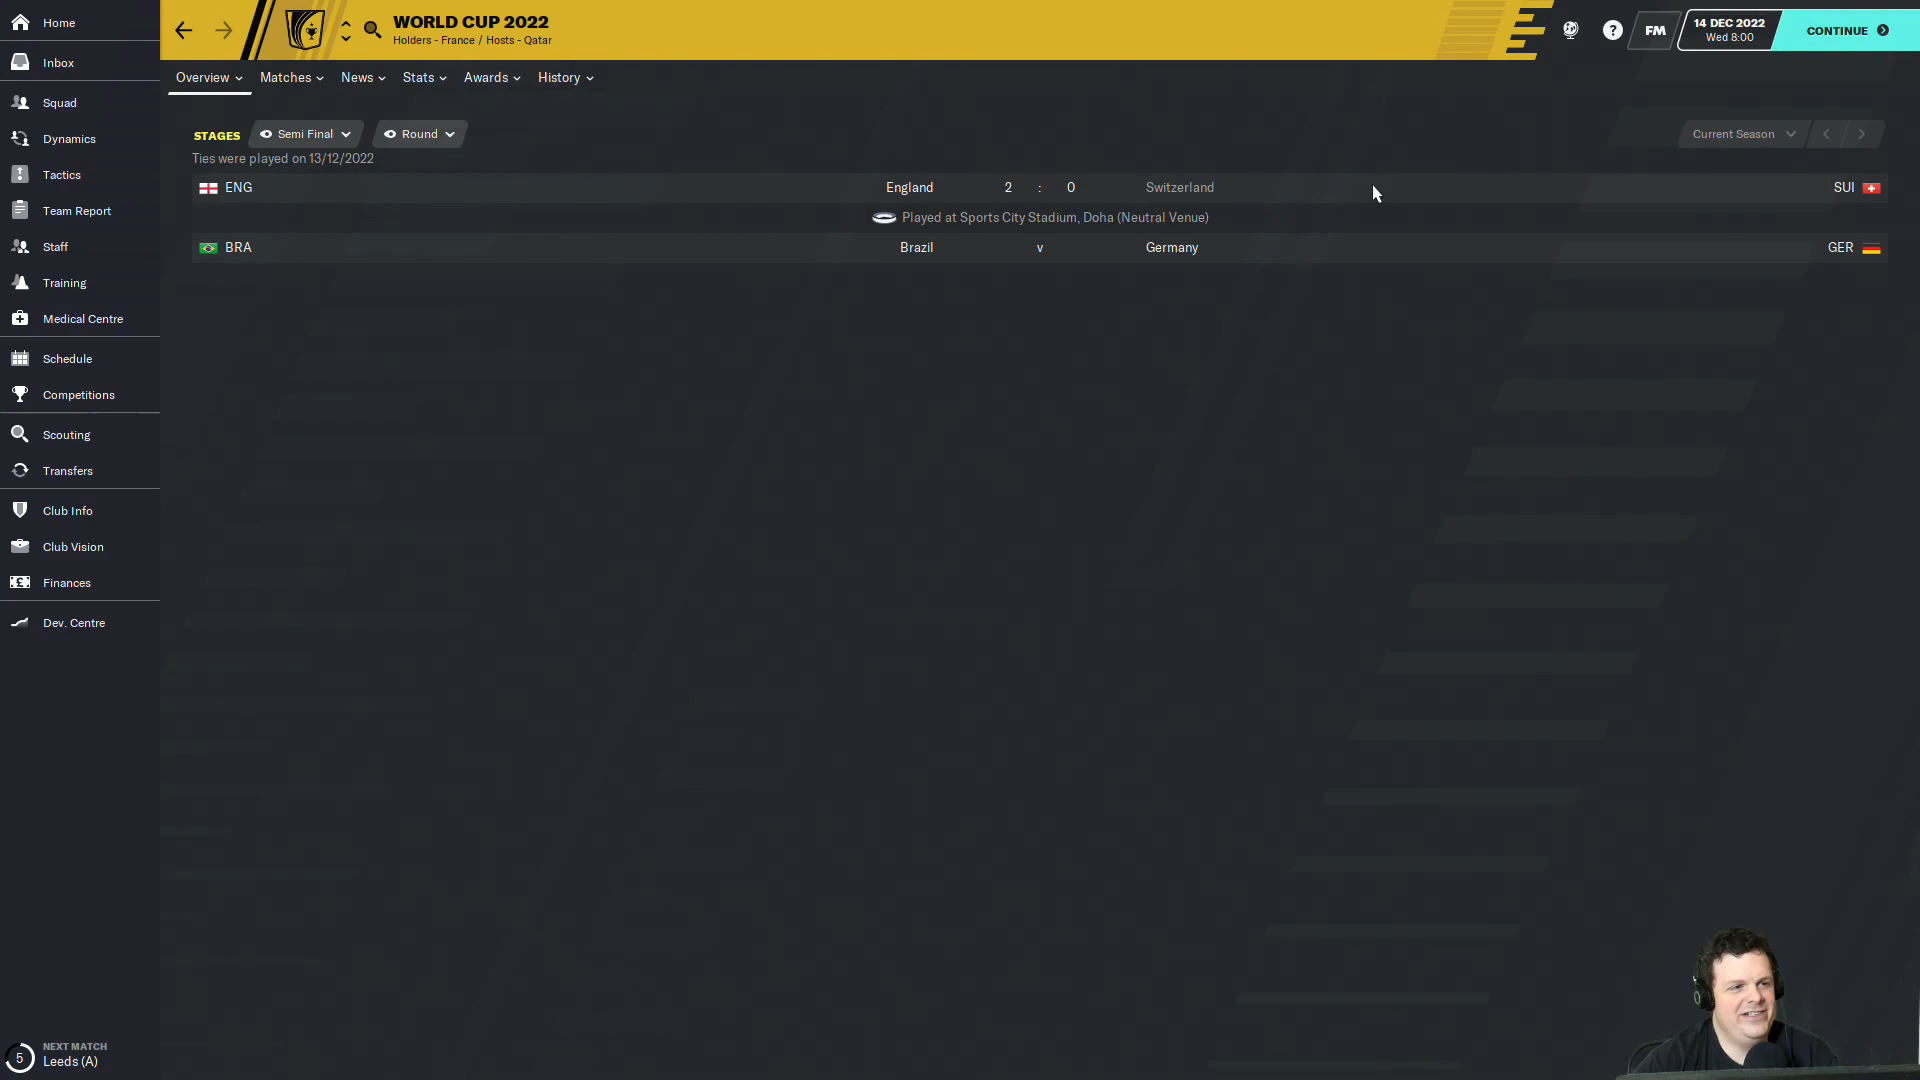 Home
Inbox
Squad
Dynamics
Tactics
Team Report
Staff
Training
Medical Centre
Schedule
Competitions
Scouting
Transfers
Club Info
Club Vision
Finances
Dev. Centre
5
NEXT MATCH
Leeds (A)
WORLD CUP 2022
Holders - France / Hosts - Qatar
?
FM
14 DEC 2022
Wed 8:00
CONTINUE
Overview
Matches
News
Stats
Awards
History
STAGES
Semi Final
Round
Current Season
Ties were played on 13/12/2022
ENG England 2 : 0 Switzerland SUI
Played at Sports City Stadium, Doha (Neutral Venue)
BRA Brazil v Germany GER